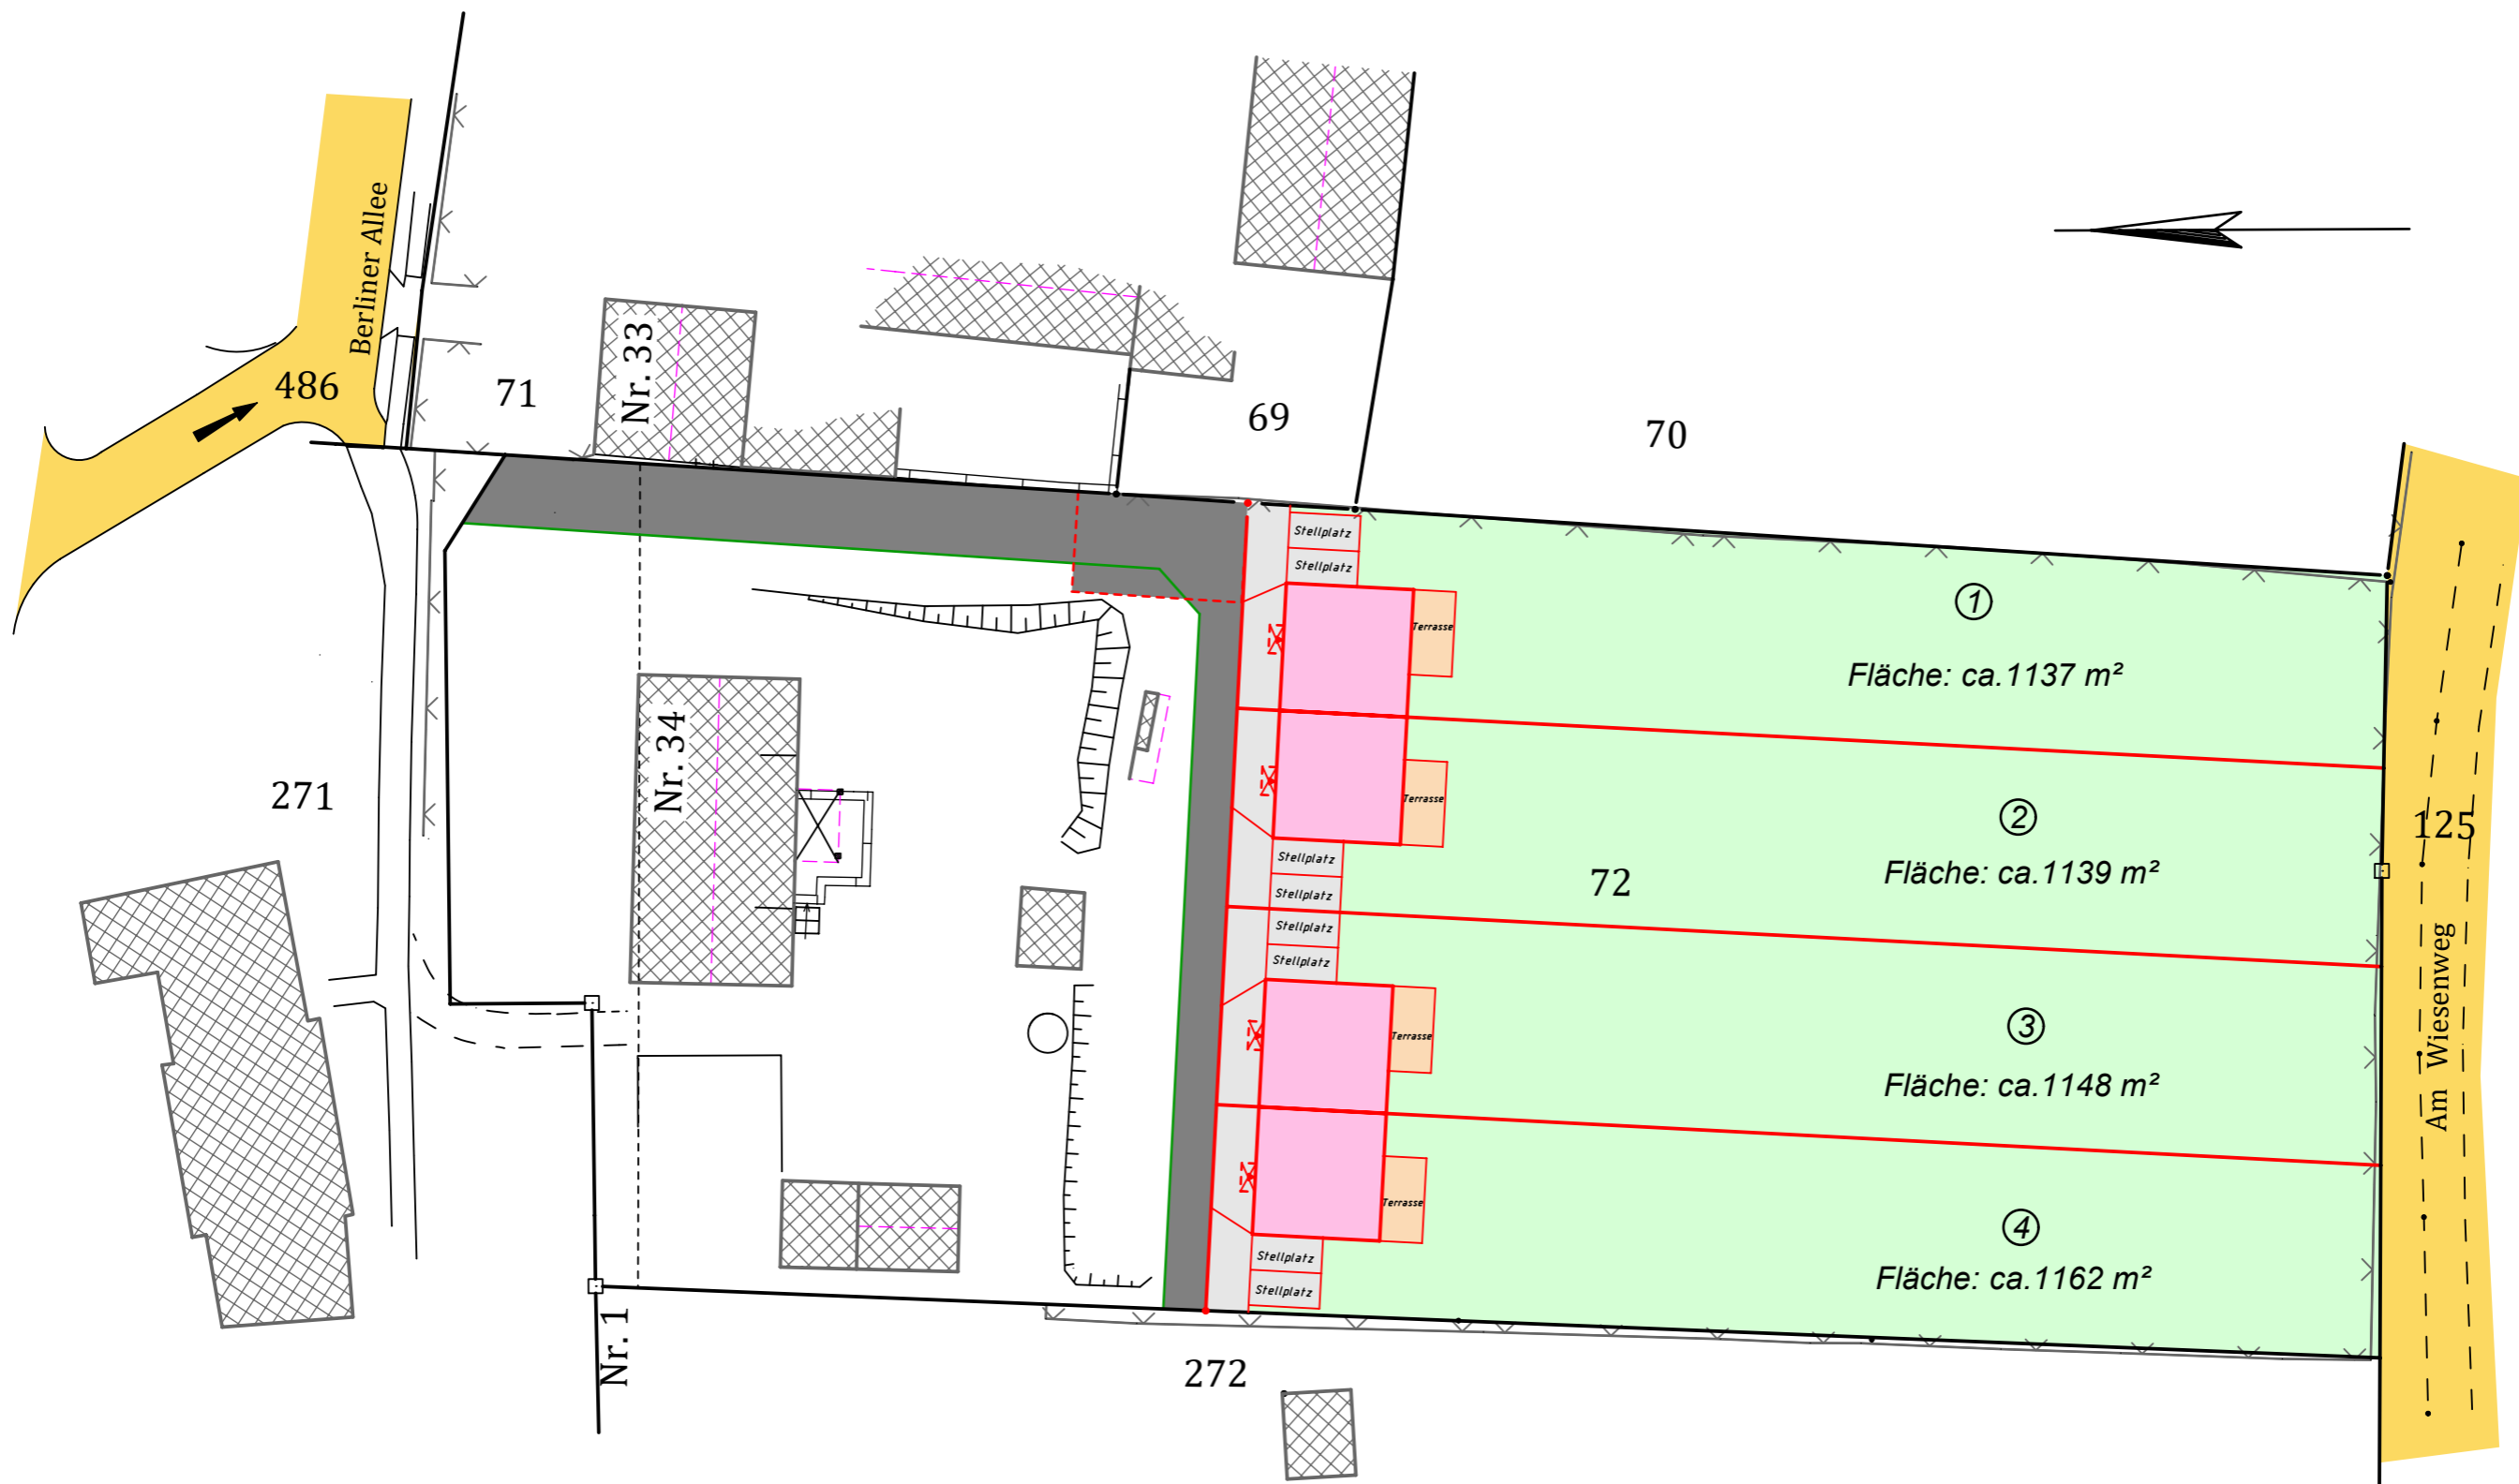 Berliner Allee
486
71
Nr. 33
69
70
Stellplatz
Stellplatz
Terrasse
①
Fläche: ca.1137 m²
Nr. 34
271
Terrasse
②
Fläche: ca.1139 m²
125
Stellplatz
Stellplatz
72
Stellplatz
Stellplatz
Am Wiesenweg
Terrasse
③
Fläche: ca.1148 m²
Terrasse
④
Fläche: ca.1162 m²
Stellplatz
Stellplatz
Nr. 1
272